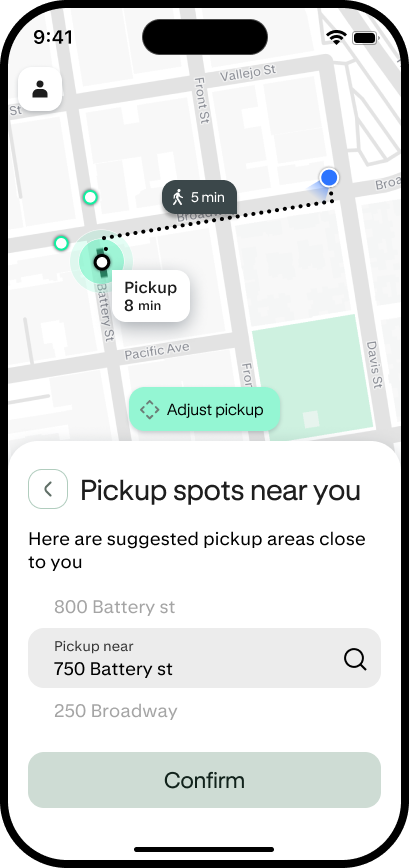 9:41
Vallejo St
St
Front St
5 min
Broa
Pickup
8 min
Battery St
Pacific Ave
Davis St
Adjust pickup
Pickup spots near you
Here are suggested pickup areas close
to you
800 Battery st
Pickup near
750 Battery st
250 Broadway
Confirm